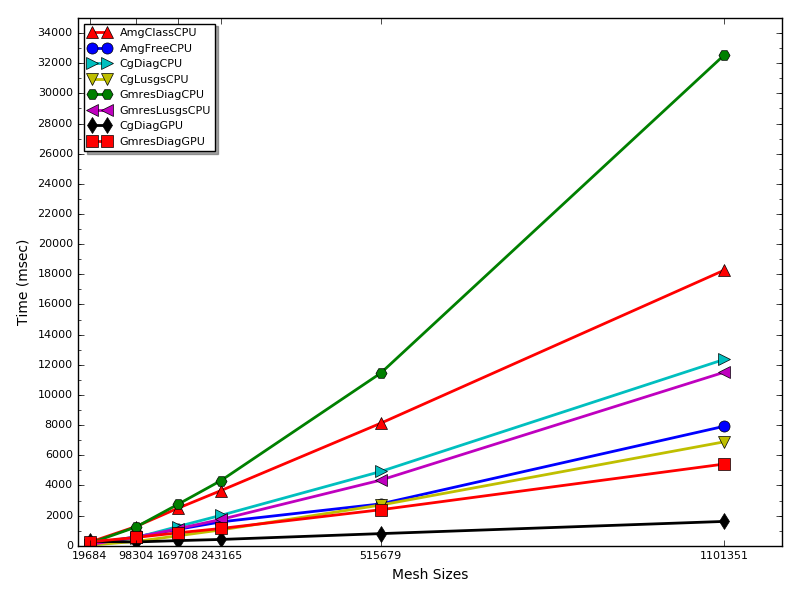 34000
32000
30000
28000
26000
24000
22000
20000
18000
16000
14000
12000
10000
8000
6000
4000
2000
0
Time (msec)
AmgClassCPU
AmgFreeCPU
CgDiagCPU
CgLusgsCPU
GmresDiagCPU
GmresLusgsCPU
CgDiagGPU
GmresDiagGPU
19684 98304 169708 243165 515679 1101351
Mesh Sizes